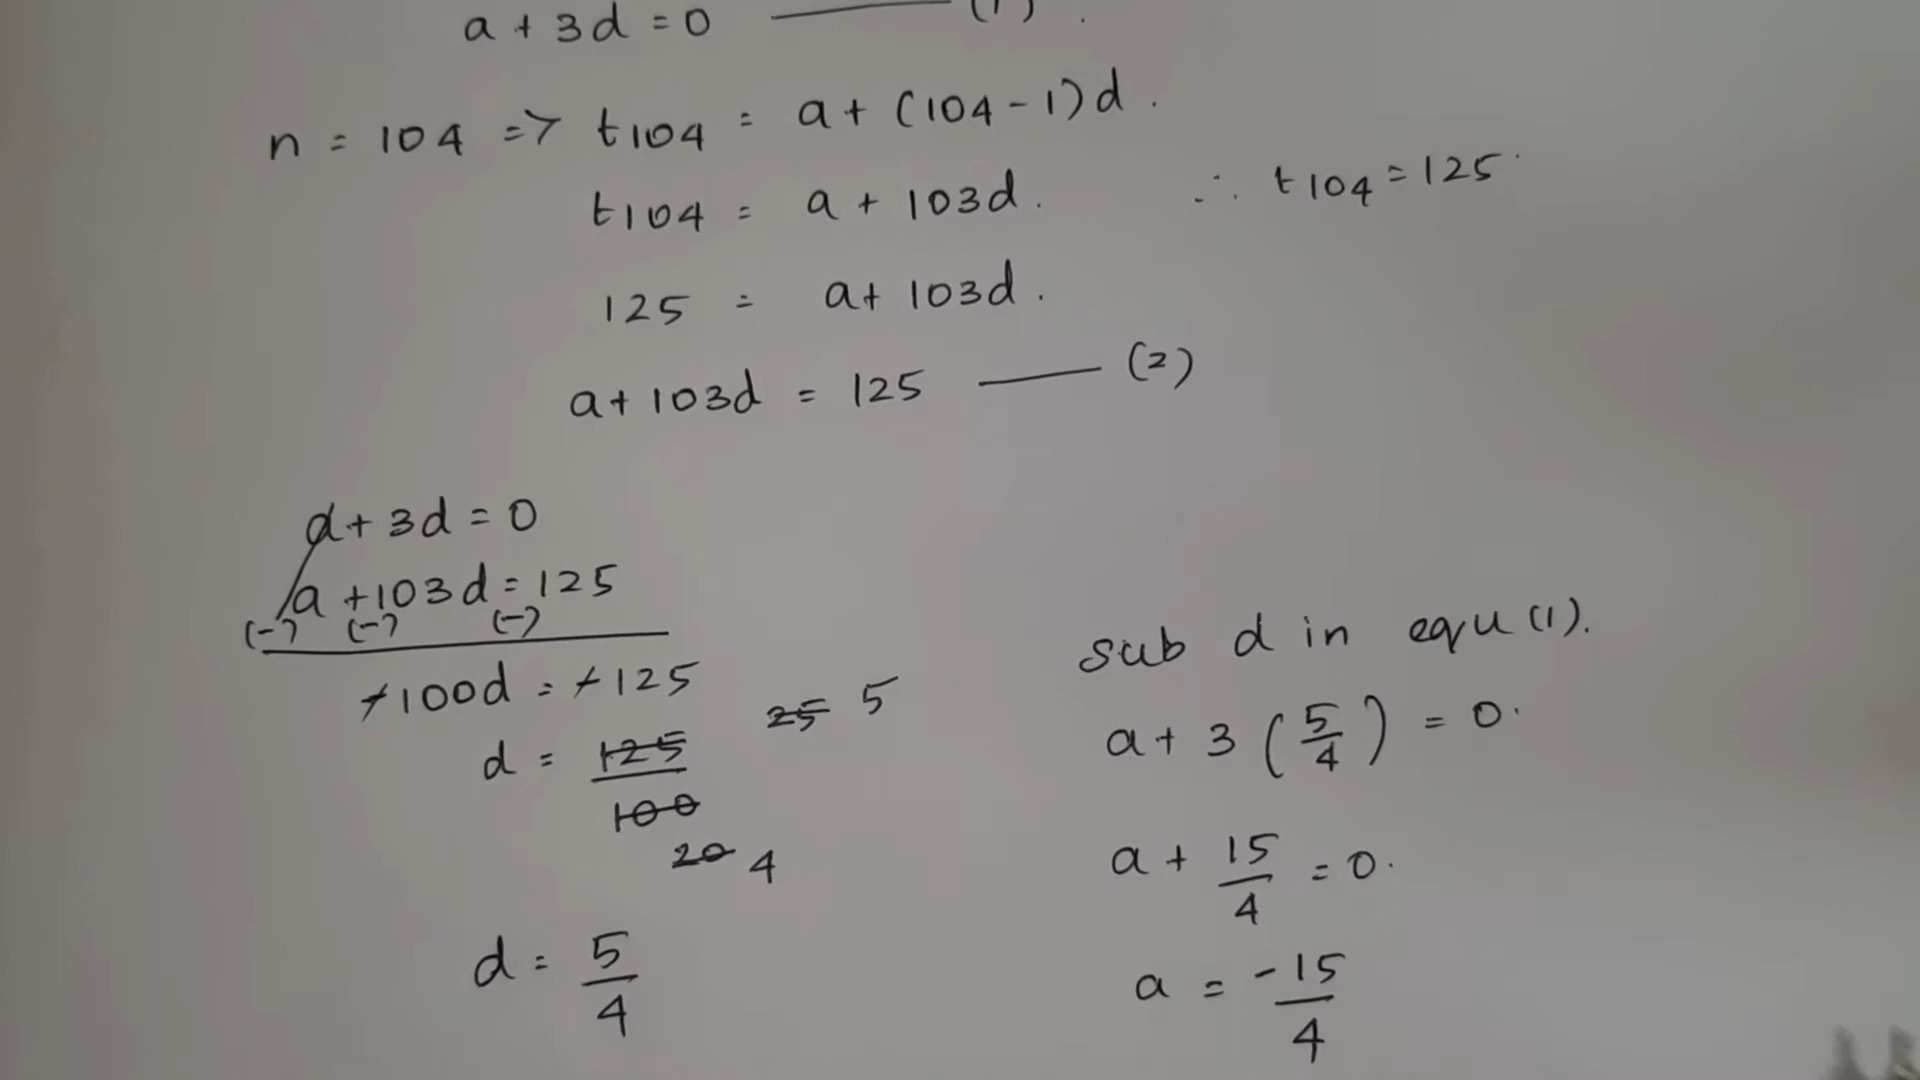 a + 3d = 0 —— (1).
n = 104 => t104 = a + (104 - 1)d.
t104 = a + 103d. ∴ t104 = 125.
125 = a + 103d.
a + 103d = 125 —— (2)
a + 3d = 0
a + 103d = 125
(-) (-) (-)
-100d = -125
d = 125/100
25 5
20 4
d = 5/4
sub d in equ (1).
a + 3 (5/4) = 0.
a + 15/4 = 0.
a = -15/4